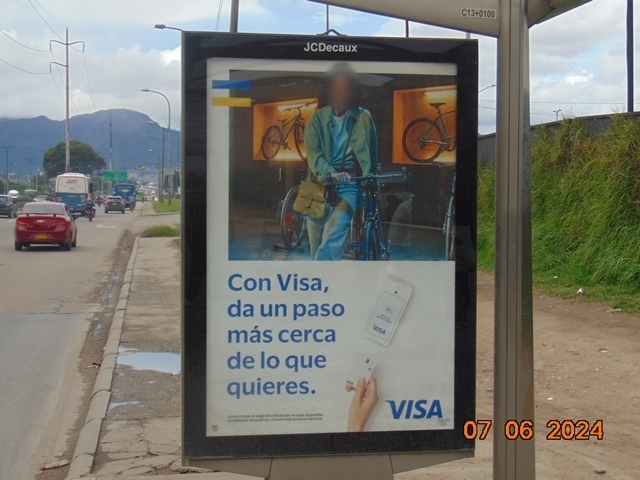 C13+0100
JCDecaux
Con Visa,
da un paso
más cerca
de lo que
quieres.
VISA
VISA
07 06 2024